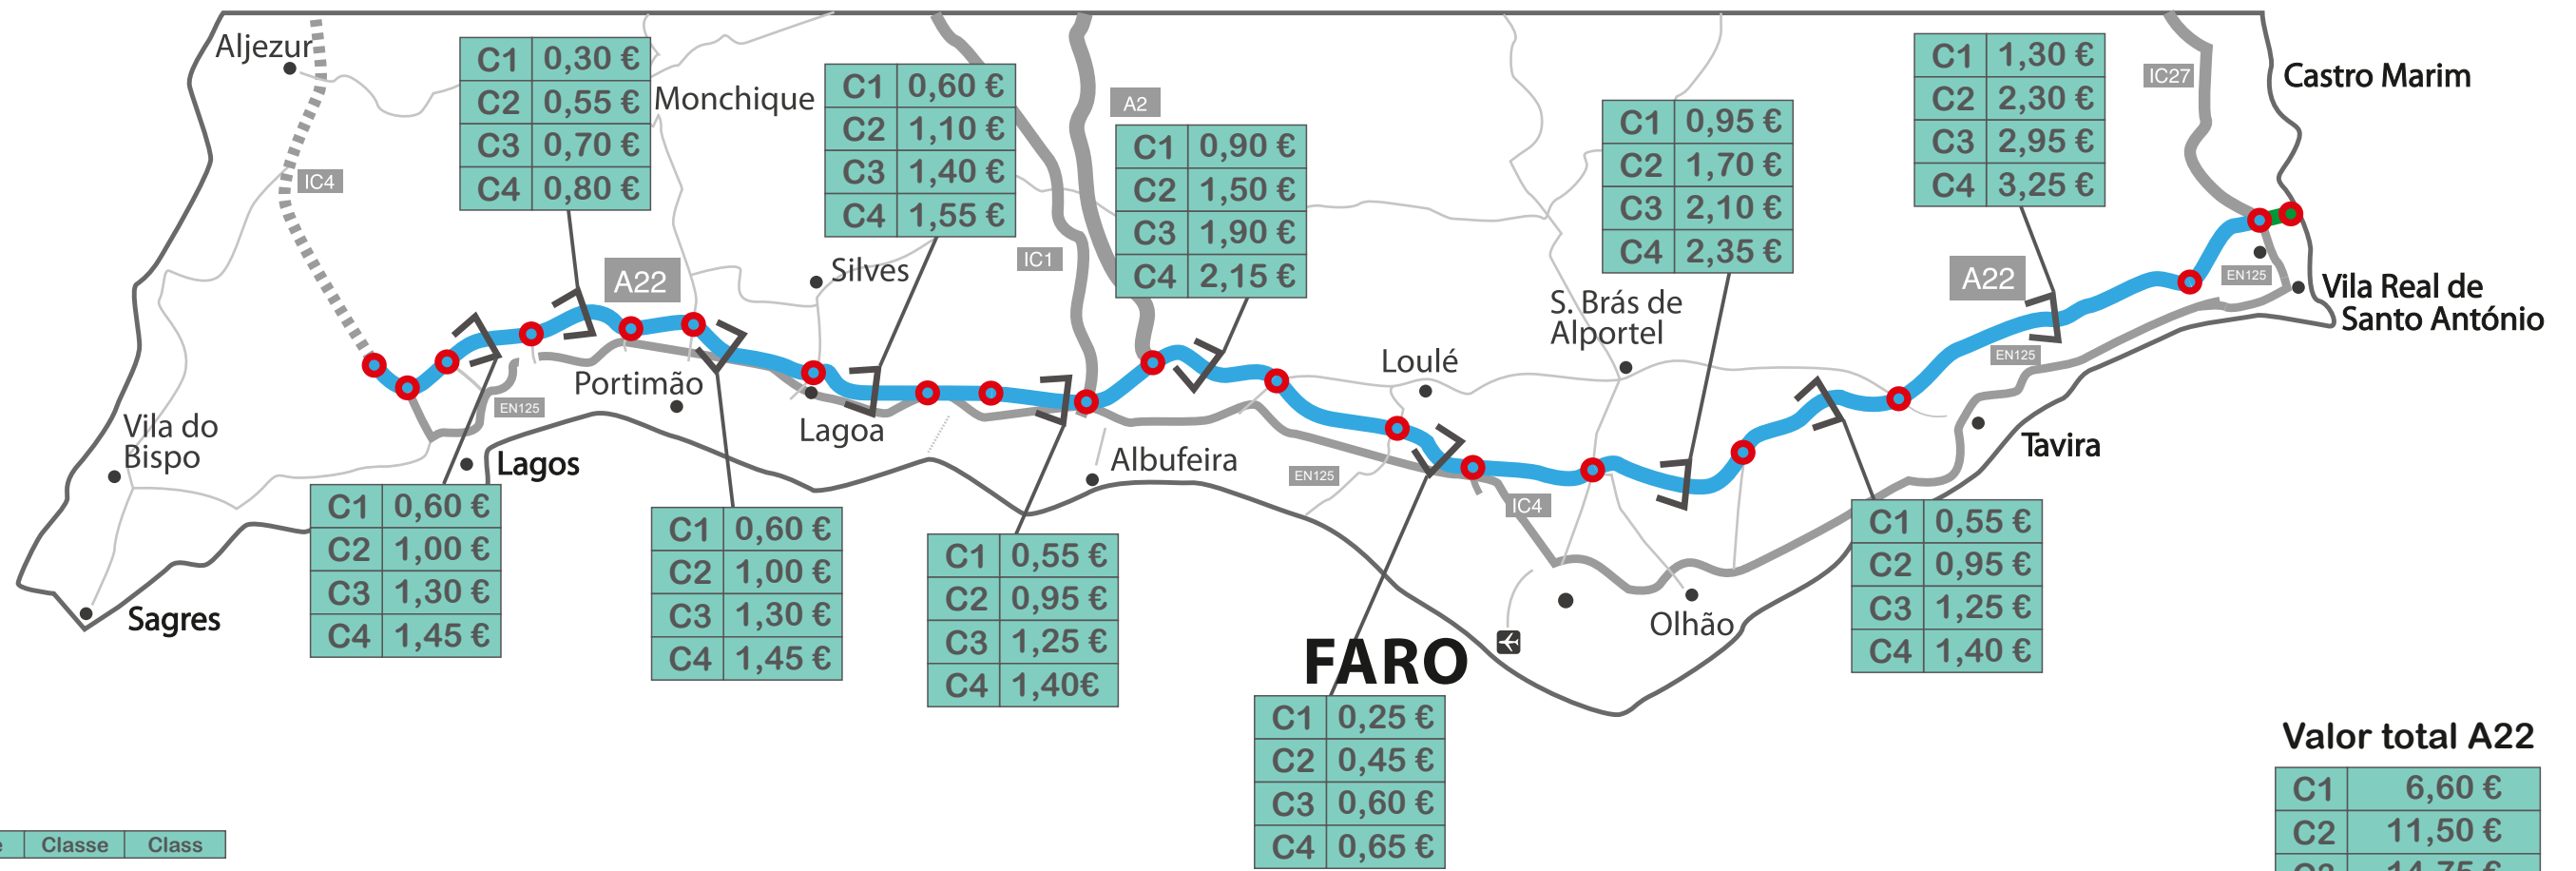 Aljezur
IC4
C1 0,30 €
C2 0,55 €
C3 0,70 €
C4 0,80 €
Monchique
C1 0,60 €
C2 1,10 €
C3 1,40 €
C4 1,55 €
A2
C1 0,90 €
C2 1,50 €
C3 1,90 €
C4 2,15 €
C1 0,95 €
C2 1,70 €
C3 2,10 €
C4 2,35 €
C1 1,30 €
C2 2,30 €
C3 2,95 €
C4 3,25 €
IC27
Castro Marim
A22
Silves
IC1
S. Brás de
Alportel
A22
EN125
Vila Real de
Santo António
EN125
Loulé
Portimão
EN125
Lagoa
Vila do
Bispo
Lagos
Albufeira
EN125
IC4
Tavira
C1 0,60 €
C2 1,00 €
C3 1,30 €
C4 1,45 €
C1 0,60 €
C2 1,00 €
C3 1,30 €
C4 1,45 €
C1 0,55 €
C2 0,95 €
C3 1,25 €
C4 1,40€
C1 0,55 €
C2 0,95 €
C3 1,25 €
C4 1,40 €
Sagres
Olhão
FARO
C1 0,25 €
C2 0,45 €
C3 0,60 €
C4 0,65 €
Valor total A22
C1 6,60 €
C2 11,50 €
Classe Class